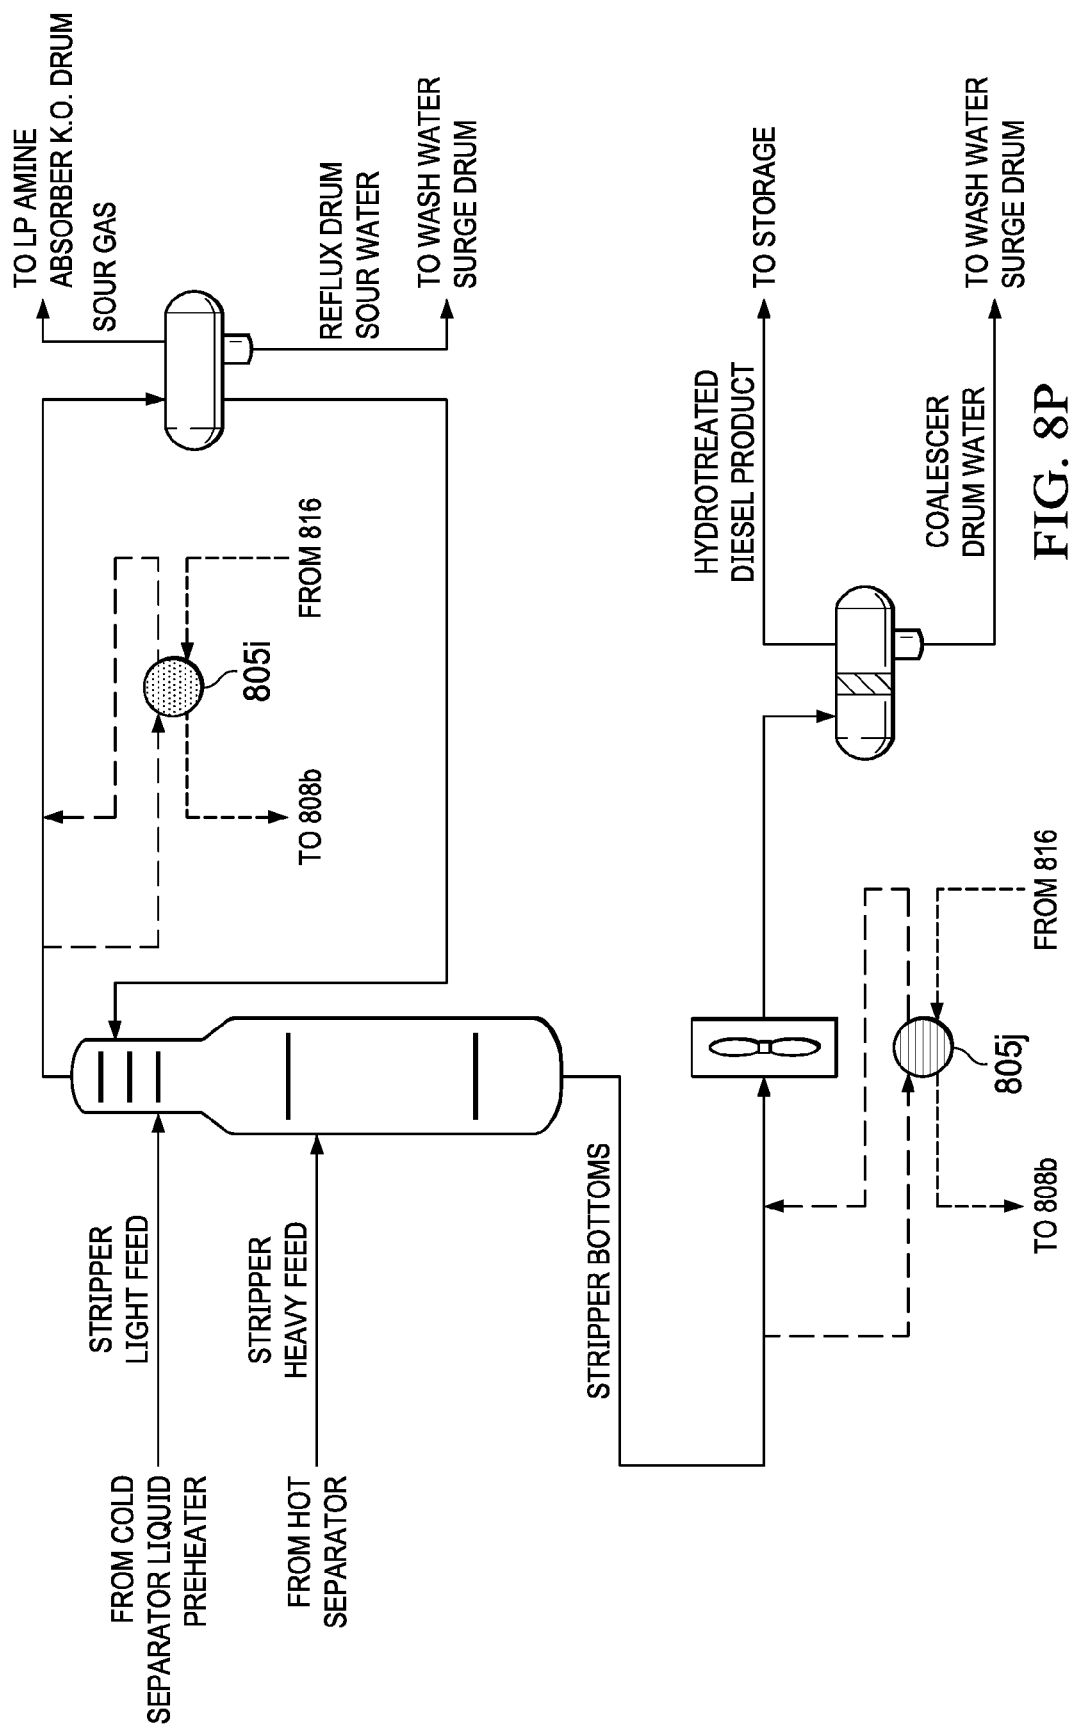 TO LP AMINE
ABSORBER K.O. DRUM
SOUR GAS
REFLUX DRUM
SOUR WATER
TO WASH WATER
SURGE DRUM
FROM 816
805i
TO 808b
STRIPPER
LIGHT FEED
FROM COLD
SEPARATOR LIQUID
PREHEATER
STRIPPER
HEAVY FEED
FROM HOT
SEPARATOR
STRIPPER BOTTOMS
HYDROTREATED
DIESEL PRODUCT
TO STORAGE
COALESCER
DRUM WATER
TO WASH WATER
SURGE DRUM
FROM 816
805j
TO 808b
FIG. 8P